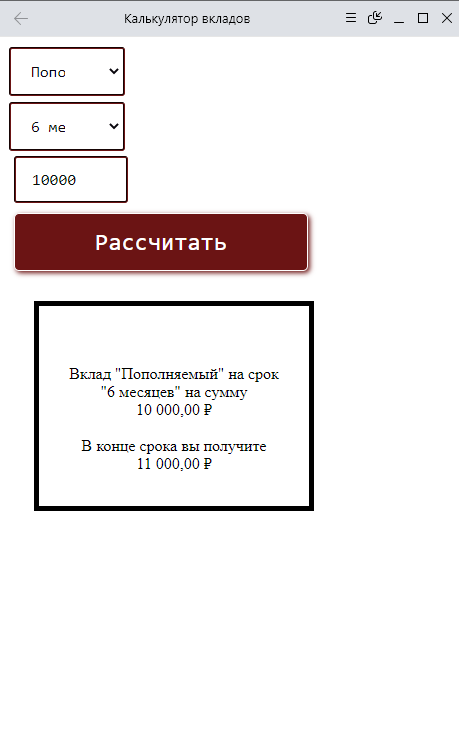 Калькулятор вкладов
Попо
6 ме
10000
Рассчитать
Вклад "Пополняемый" на срок
"6 месяцев" на сумму
10 000,00 ₽
В конце срока вы получите
11 000,00 ₽